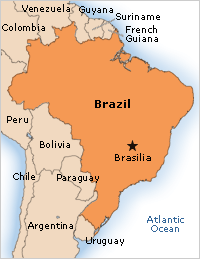 Venezuela
Guyana
Suriname
Colombia
French
Guiana
Brazil
Peru
Brasilia
Bolivia
Chile
Paraguay
Atlantic
Ocean
Argentina
Uruguay